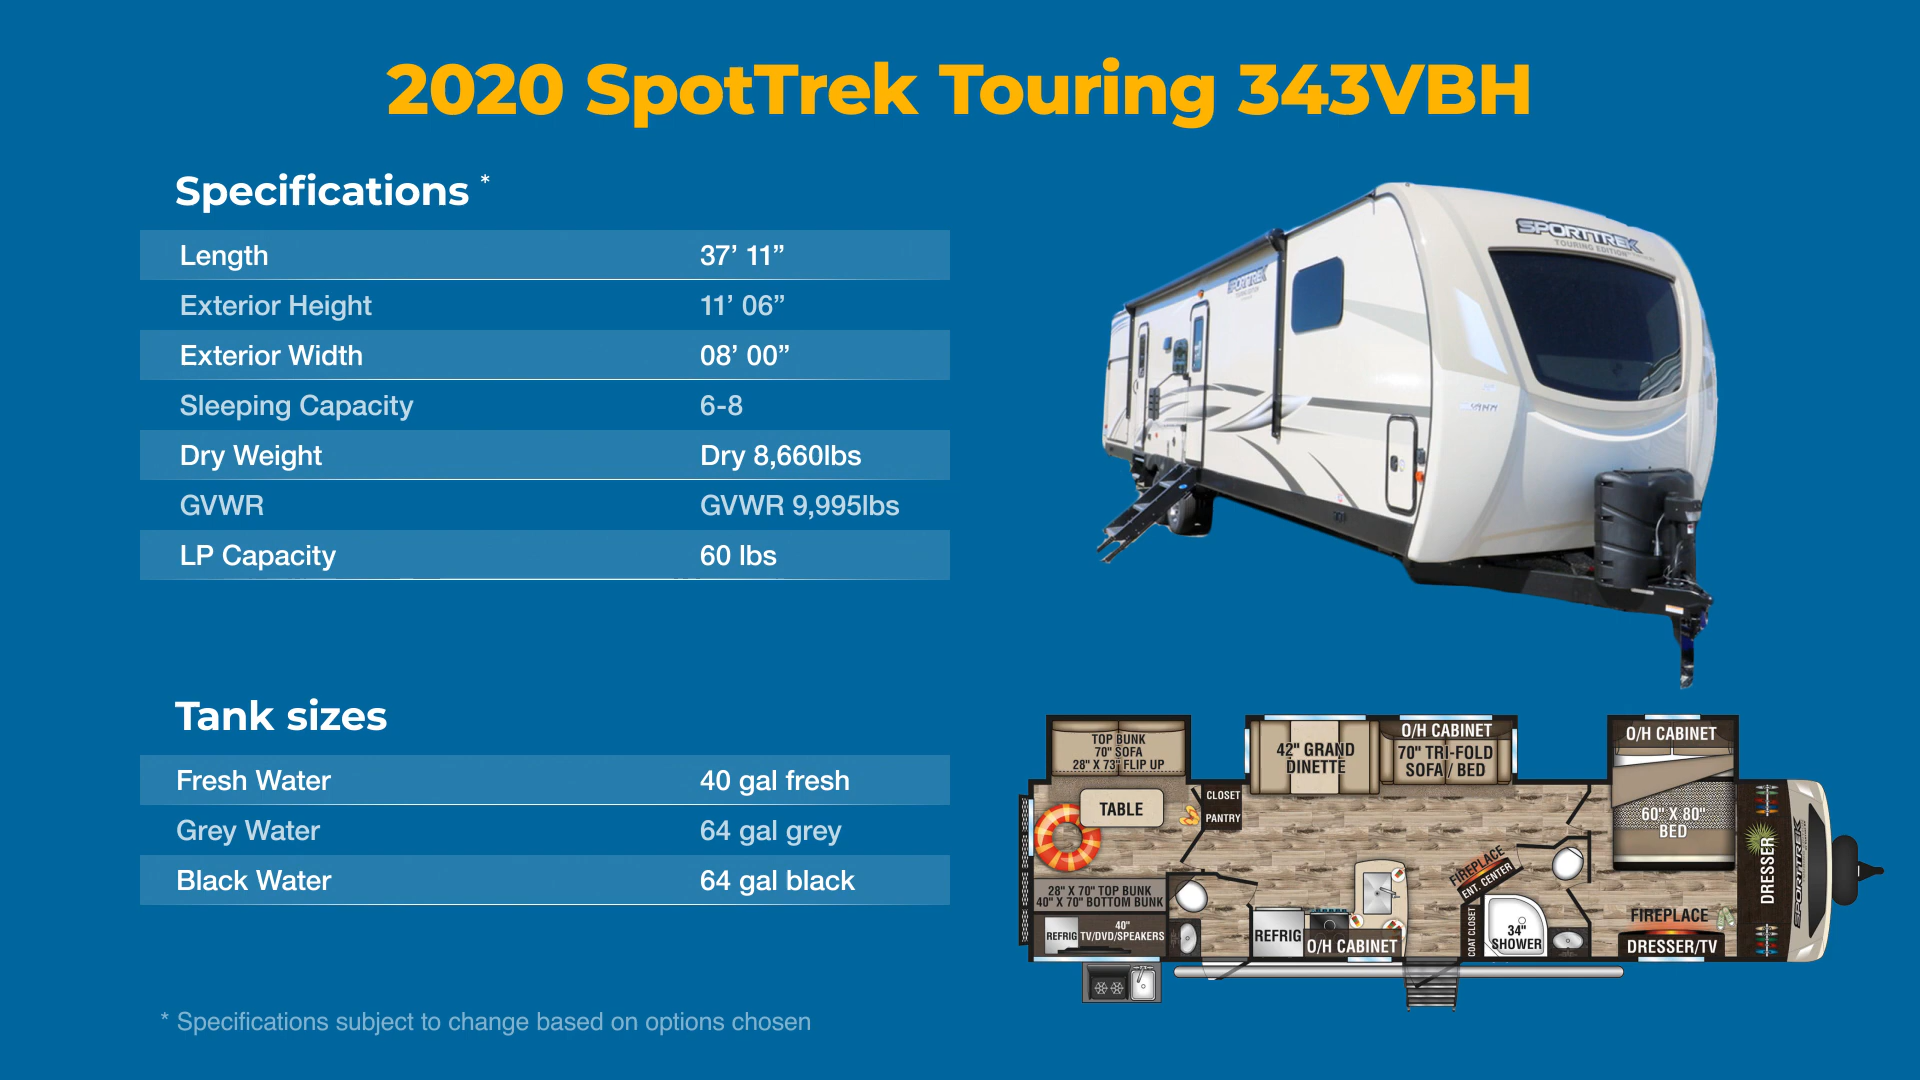 2020 SpotTrek Touring 343VBH
Specifications *
Length 37’ 11”
Exterior Height 11’ 06”
Exterior Width 08’ 00”
Sleeping Capacity 6-8
Dry Weight Dry 8,660lbs
GVWR GVWR 9,995lbs
LP Capacity 60 lbs
Tank sizes
Fresh Water 40 gal fresh
Grey Water 64 gal grey
Black Water 64 gal black
* Specifications subject to change based on options chosen
SPORTTREK
TOURING EDITION
SPORTTREK
TOP BUNK
70" SOFA
28" X 73" FLIP UP
TABLE
CLOSET
PANTRY
42" GRAND
DINETTE
O/H CABINET
70" TRI-FOLD
SOFA / BED
O/H CABINET
60" X 80"
BED
DRESSER
SPORTTREK
FIREPLACE
ENT. CENTER
28" X 70" TOP BUNK
40" X 70" BOTTOM BUNK
REFRIG
40"
TV/DVD/SPEAKERS
REFRIG
O/H CABINET
COAT CLOSET
34"
SHOWER
FIREPLACE
DRESSER/TV